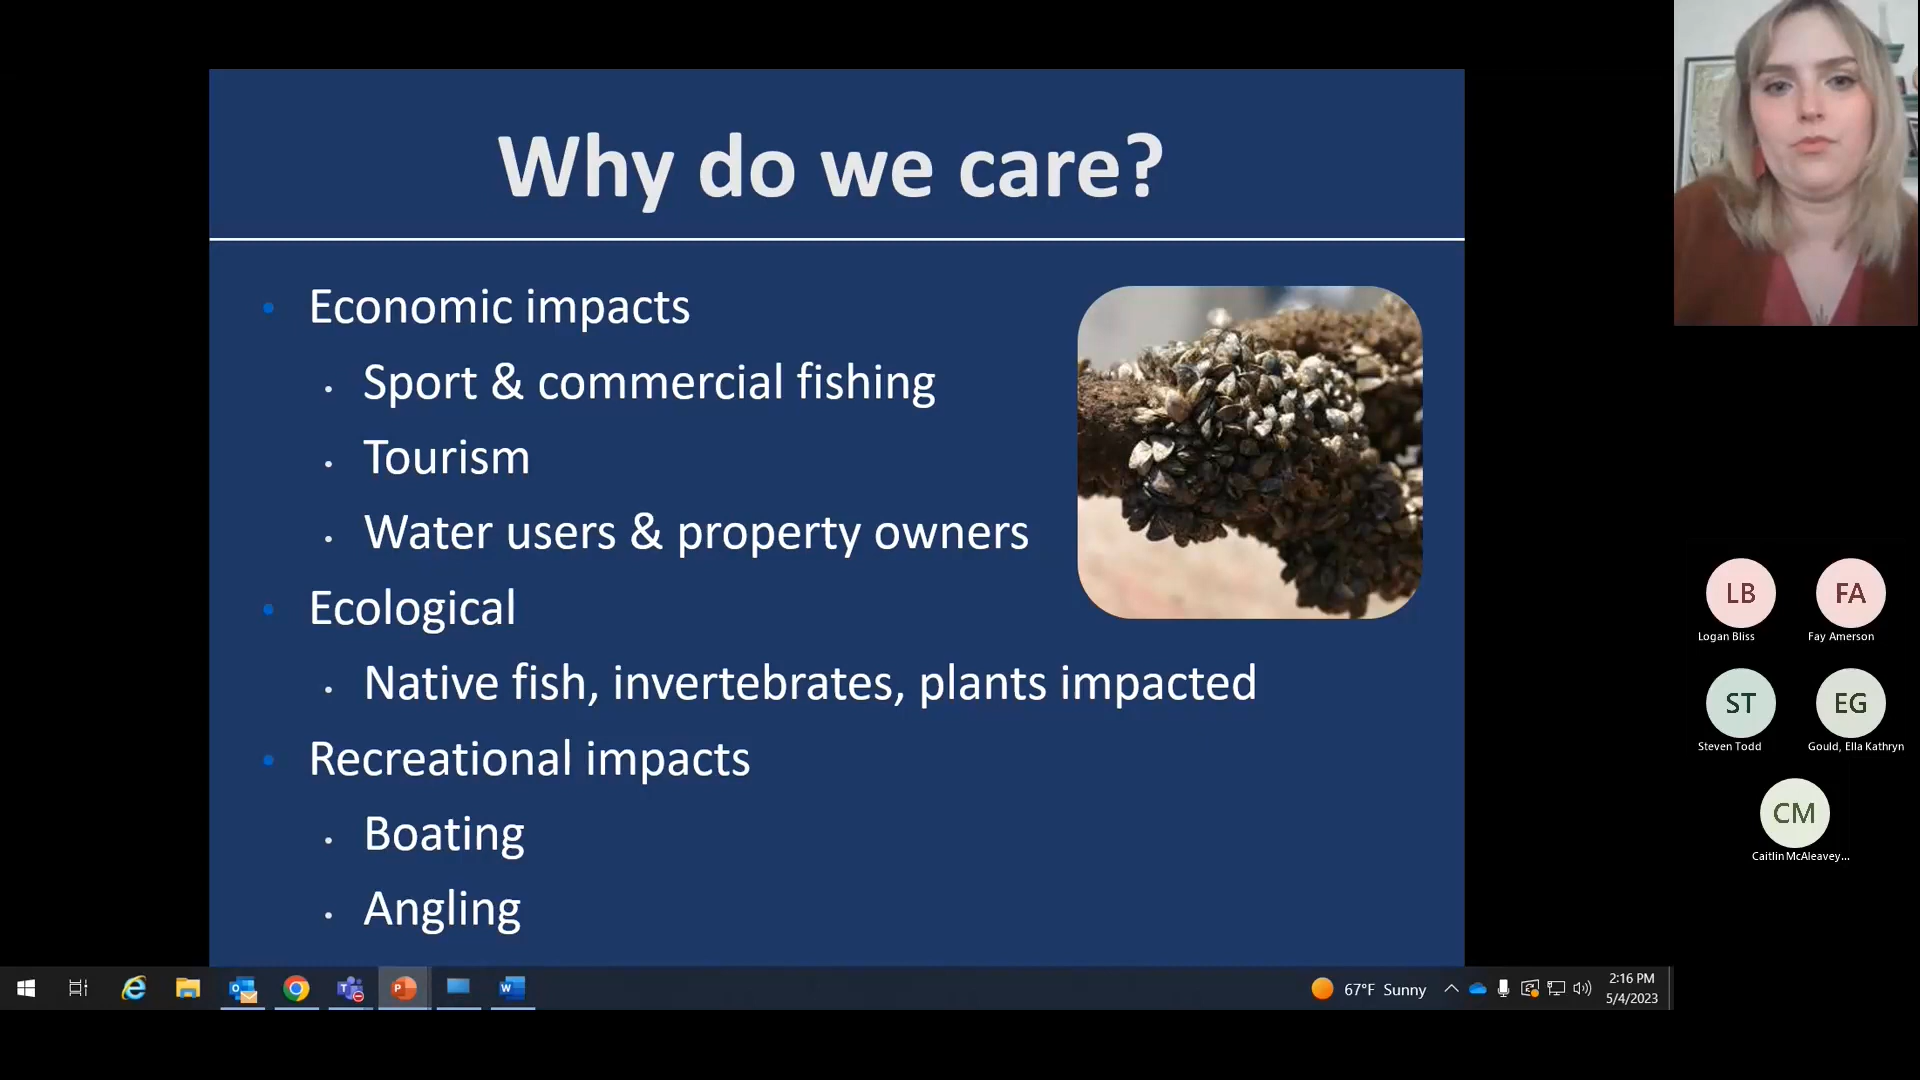 Why do we care?
Economic impacts
Sport & commercial fishing
Tourism
Water users & property owners
Ecological
Native fish, invertebrates, plants impacted
Recreational impacts
Boating
Angling
LB
FA
Logan Bliss
Fay Amerson
ST
EG
Steven Todd
Gould, Ella Kathryn
CM
Caitlin McAleavey...
67°F Sunny
2:16 PM
5/4/2023